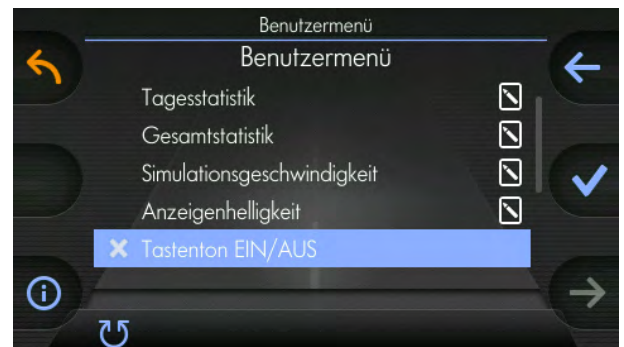 Benutzermenü
Benutzermenü
Tagesstatistik
Gesamtstatistik
Simulationsgeschwindigkeit
Anzeigenhelligkeit
Tastenton EIN/AUS